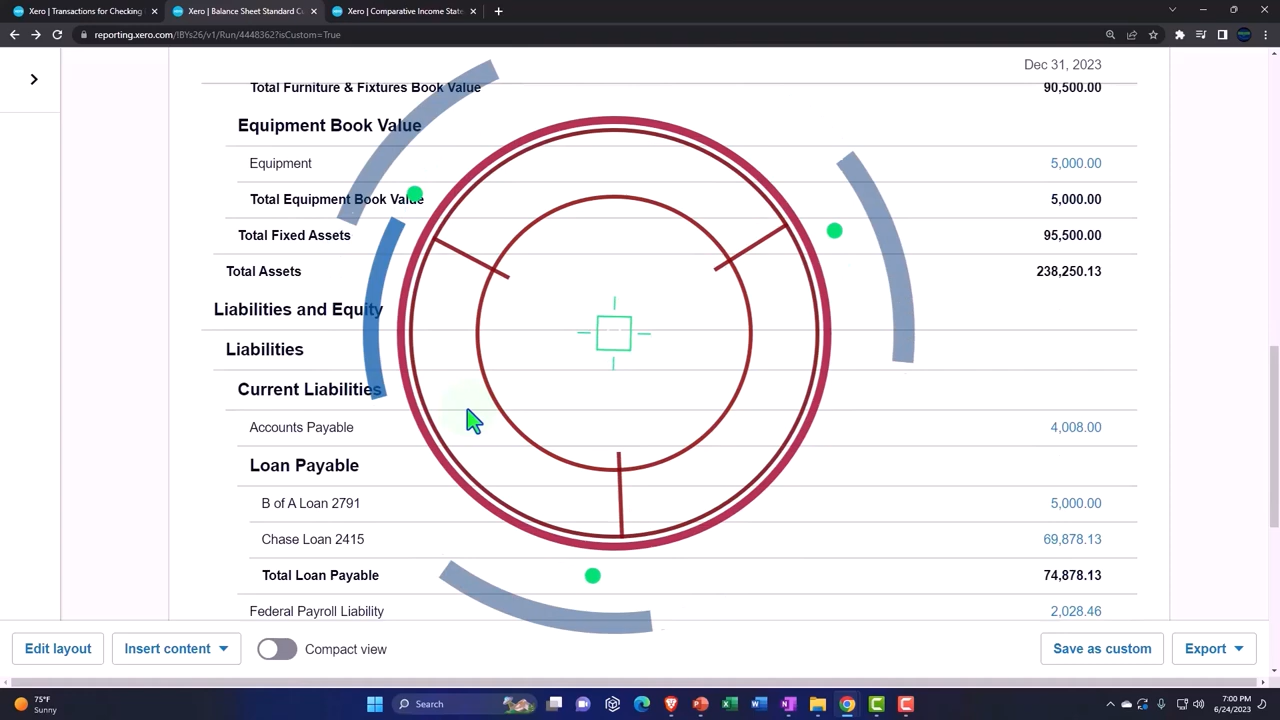 Xero | Transactions for Checking
Xero | Balance Sheet Standard C
Xero | Comparative Income State
reporting.xero.com/IBYs26/v1/Run/4448362?isCustom=True
Dec 31, 2023
Total Furniture & Fixtures Book Value 90,500.00
Equipment Book Value
Equipment 5,000.00
Total Equipment Book Value 5,000.00
Total Fixed Assets 95,500.00
Total Assets 238,250.13
Liabilities and Equity
Liabilities
Current Liabilities
Accounts Payable 4,008.00
Loan Payable
B of A Loan 2791 5,000.00
Chase Loan 2415 69,878.13
Total Loan Payable 74,878.13
Federal Payroll Liability 2,028.46
Edit layout Insert content Compact view Save as custom Export
75°F
Sunny
Search
7:00 PM
6/24/2023